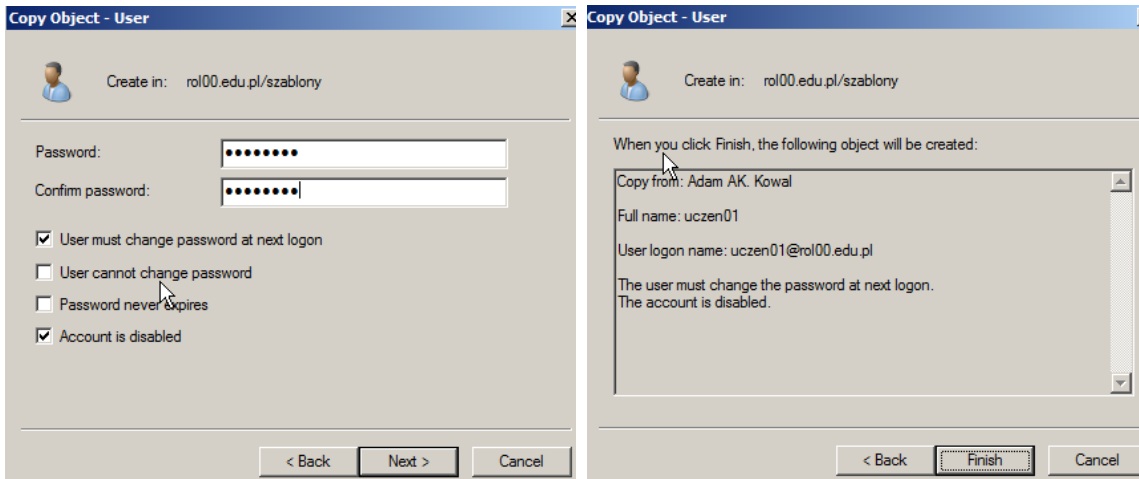 Copy Object - User
Create in: rol00.edu.pl/szablony
Password:
Confirm password:
User must change password at next logon
User cannot change password
Password never expires
Account is disabled
< Back Next > Cancel
Copy Object - User
Create in: rol00.edu.pl/szablony
When you click Finish, the following object will be created:
Copy from: Adam AK. Kowal
Full name: uczen01
User logon name: uczen01@rol00.edu.pl
The user must change the password at next logon.
The account is disabled.
< Back Finish Cancel